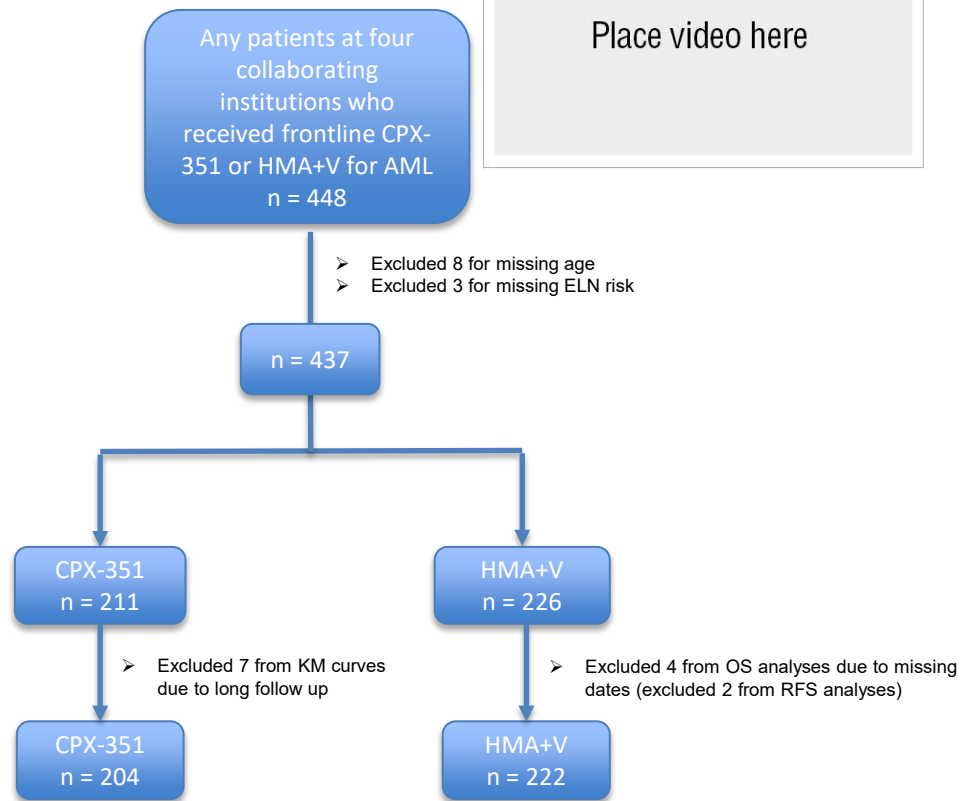 Place video here
Any patients at four
collaborating
institutions who
received frontline CPX-
351 or HMA+V for AML
n = 448
➢ Excluded 8 for missing age
➢ Excluded 3 for missing ELN risk
n = 437
CPX-351
n = 211
HMA+V
n = 226
➢ Excluded 7 from KM curves
due to long follow up
➢ Excluded 4 from OS analyses due to missing
dates (excluded 2 from RFS analyses)
CPX-351
n = 204
HMA+V
n = 222